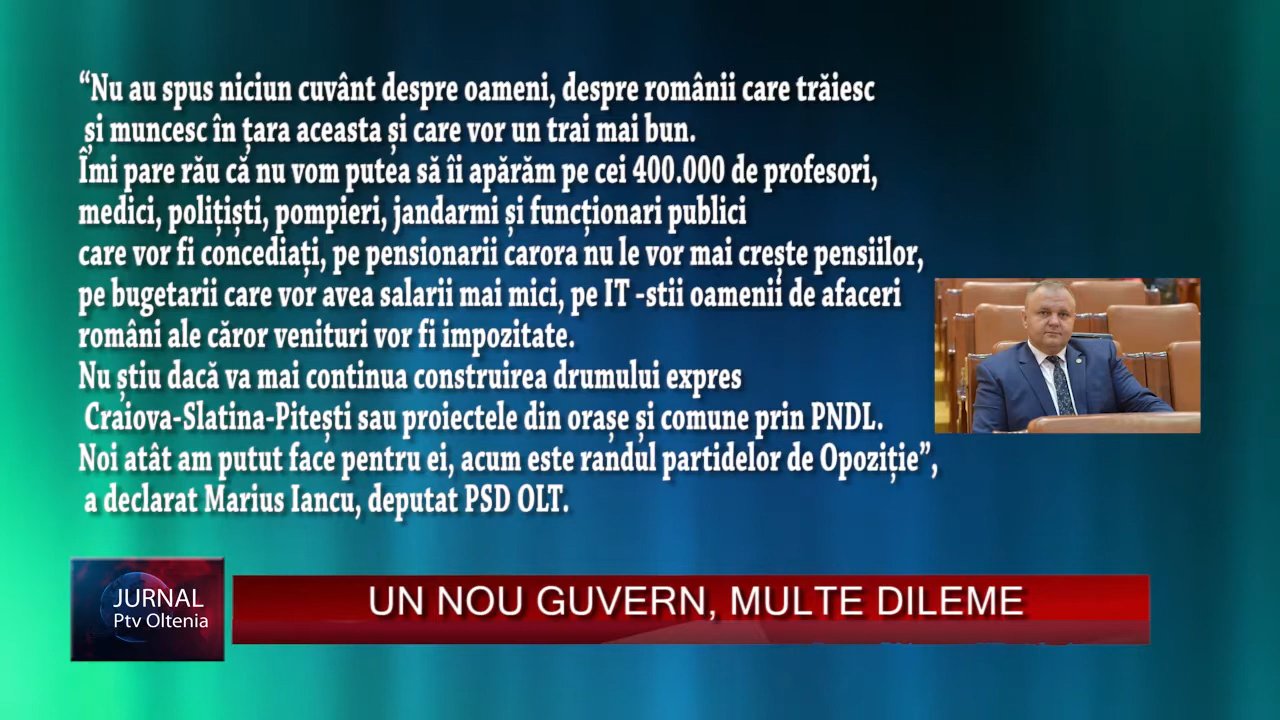 “Nu au spus niciun cuvânt despre oameni, despre românii care trăiesc
și muncesc în țara aceasta și care vor un trai mai bun.
Îmi pare rău că nu vom putea să îi apărăm pe cei 400.000 de profesori,
medici, polițiști, pompieri, jandarmi și funcționari publici
care vor fi concediați, pe pensionarii carora nu le vor mai crește pensiilor,
pe bugetarii care vor avea salarii mai mici, pe IT -stii oamenii de afaceri
români ale căror venituri vor fi impozitate.
Nu știu dacă va mai continua construirea drumului expres
Craiova-Slatina-Pitești sau proiectele din orașe și comune prin PNDL.
Noi atât am putut face pentru ei, acum este randul partidelor de Opoziție”,
a declarat Marius Iancu, deputat PSD OLT.
JURNAL
Ptv Oltenia
UN NOU GUVERN, MULTE DILEME